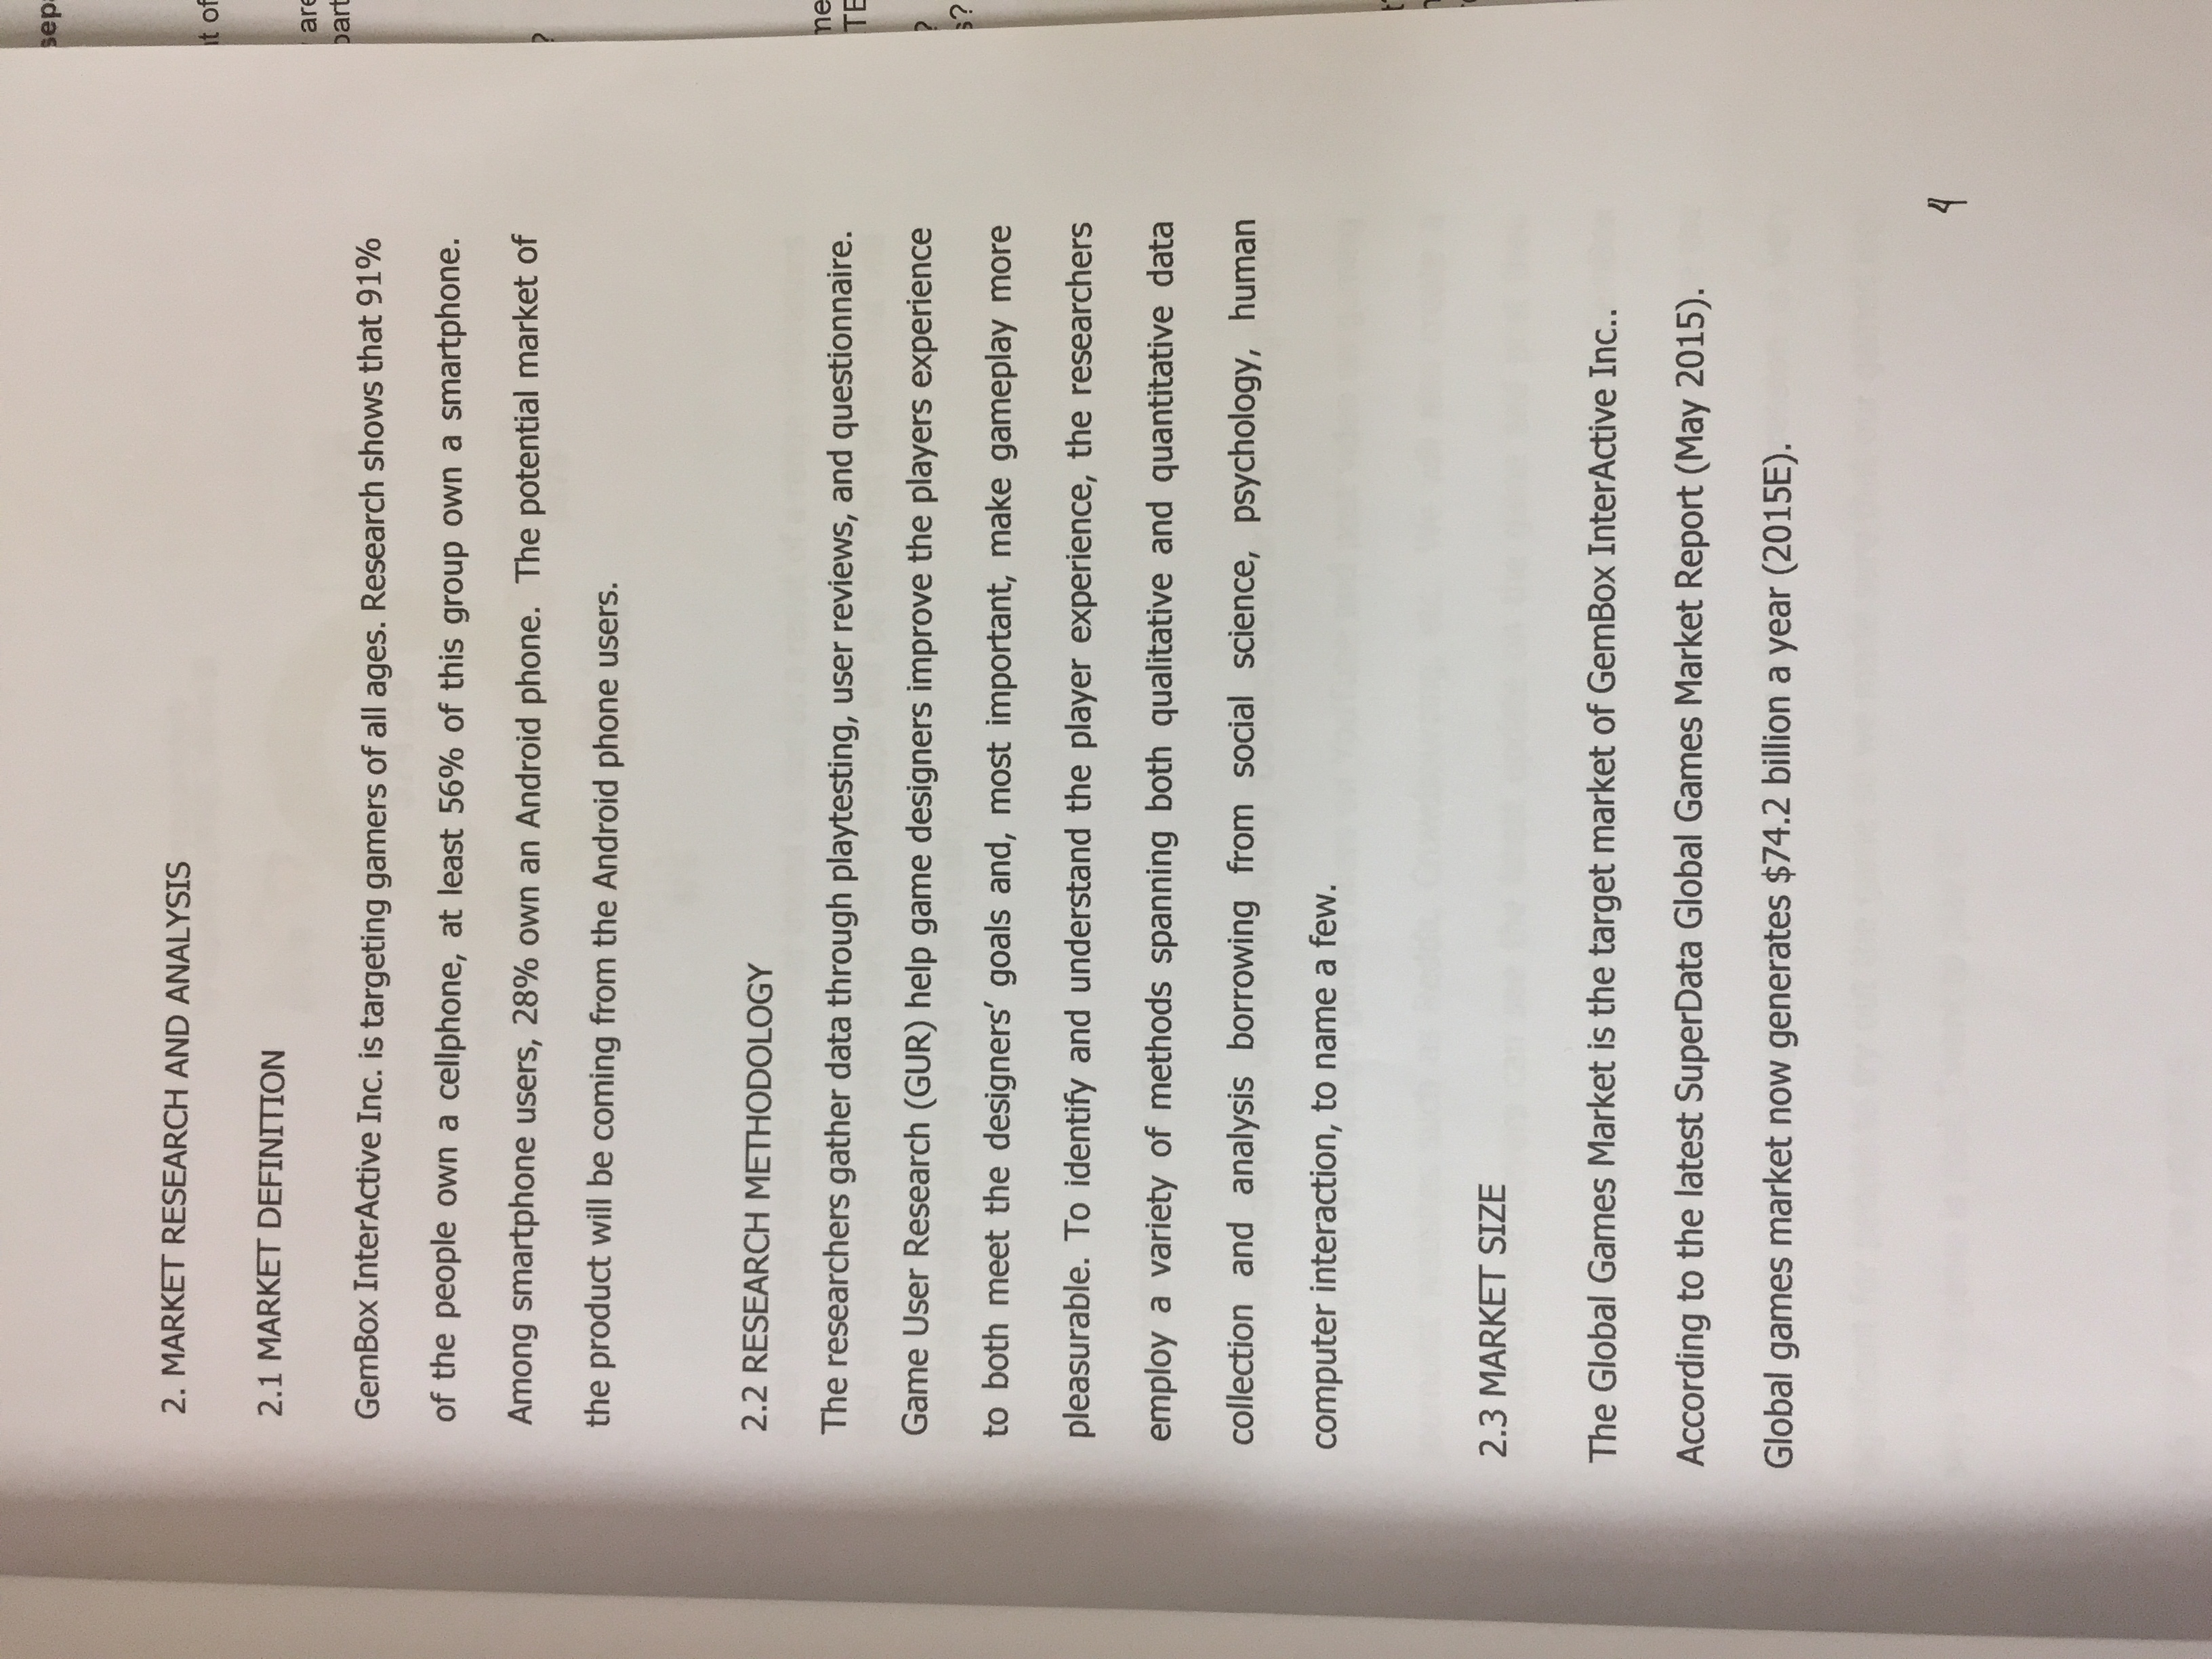 2. MARKET RESEARCH AND ANALYSIS
2.1 MARKET DEFINITION
GemBox InterActive Inc. is targeting gamers of all ages. Research shows that 91%
of the people own a cellphone, at least 56% of this group own a smartphone.
Among smartphone users, 28% own an Android phone.  The potential market of
the product will be coming from the Android phone users.
2.2 RESEARCH METHODOLOGY
The researchers gather data through playtesting, user reviews, and questionnaire.
Game User Research (GUR) help game designers improve the players experience
to both meet the designers' goals and, most important, make gameplay more
pleasurable. To identify and understand the player experience, the researchers
employ a variety of methods spanning both qualitative and quantitative data
collection and analysis borrowing from social science, psychology, human
computer interaction, to name a few.
2.3 MARKET SIZE
The Global Games Market is the target market of GemBox InterActive Inc..
According to the latest SuperData Global Games Market Report (May 2015).
Global games market now generates $74.2 billion a year (2015E).